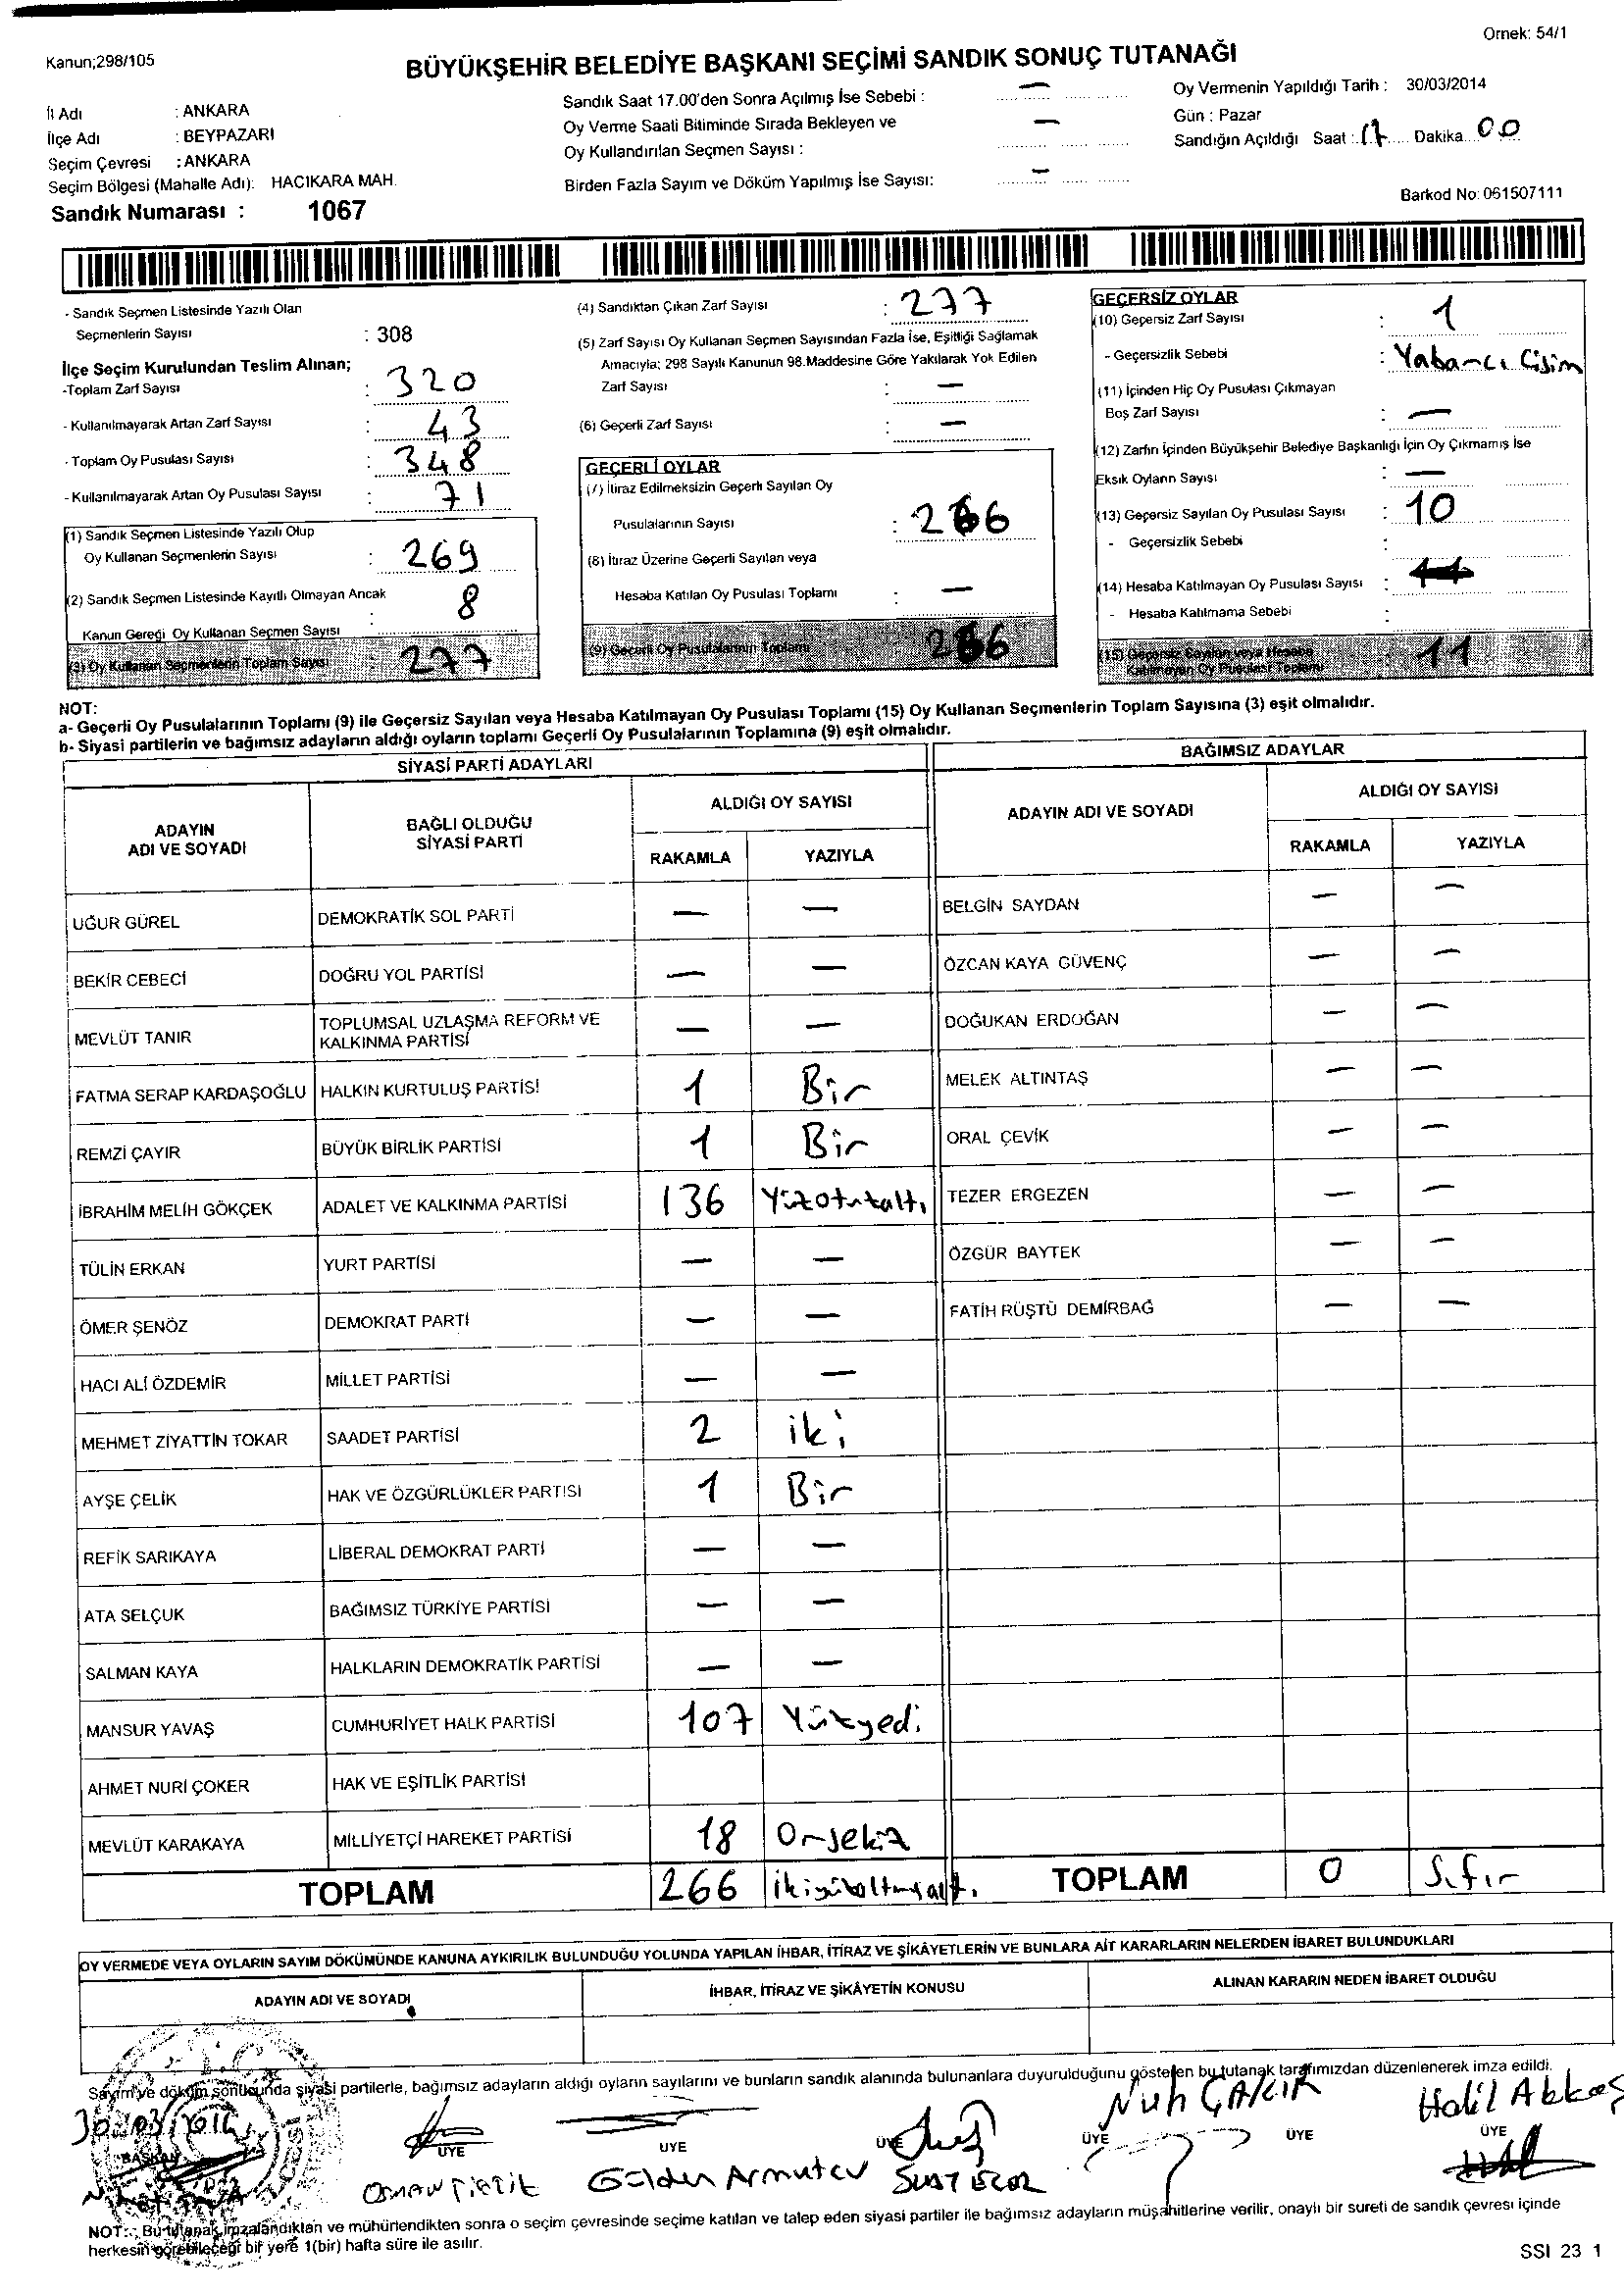 Ornek: 54/1
Kanun;298/105
BÜYÜKŞEHİR BELEDİYE BAŞKANI SEÇİMİ SANDIK SONUÇ TUTANAĞI
İl Adı : ANKARA
İlçe Adı : BEYPAZARI
Seçim Çevresi : ANKARA
Seçim Bölgesi (Mahalle Adı): HACIKARA MAH.
Sandık Numarası : 1067
Sandık Saat 17.00'den Sonra Açılmış İse Sebebi : —
Oy Verme Saati Bitiminde Sırada Bekleyen ve —
Oy Kullandırılan Seçmen Sayısı :
Birden Fazla Sayım ve Döküm Yapılmış İse Sayısı: —
Oy Vermenin Yapıldığı Tarih : 30/03/2014
Gün : Pazar
Sandığın Açıldığı Saat : 17 Dakika 00
Barkod No: 061507111
- Sandık Seçmen Listesinde Yazılı Olan
Seçmenlerin Sayısı : 308
İlçe Seçim Kurulundan Teslim Alınan;
-Toplam Zarf Sayısı : 320
- Kullanılmayarak Artan Zarf Sayısı : 43
- Toplam Oy Pusulası Sayısı : 348
- Kullanılmayarak Artan Oy Pusulası Sayısı : 71
(1) Sandık Seçmen Listesinde Yazılı Olup
Oy Kullanan Seçmenlerin Sayısı : 269
(2) Sandık Seçmen Listesinde Kayıtlı Olmayan Ancak
Kanun Gereği Oy Kullanan Seçmen Sayısı : 8
(3) Oy Kullanan Seçmenlerin Toplam Sayısı 277
(4) Sandıktan Çıkan Zarf Sayısı : 277
(5) Zarf Sayısı Oy Kullanan Seçmen Sayısından Fazla İse, Eşitliği Sağlamak
Amacıyla; 298 Sayılı Kanunun 98.Maddesine Göre Yakılarak Yok Edilen
Zarf Sayısı : —
(6) Geçerli Zarf Sayısı : —
GEÇERLİ OYLAR
(7) İtiraz Edilmeksizin Geçerli Sayılan Oy
Pusulalarının Sayısı : 266
(8) İtiraz Üzerine Geçerli Sayılan veya
Hesaba Katılan Oy Pusulası Toplamı : —
(9) Geçerli Oy Pusulalarının Toplamı 266
GEÇERSİZ OYLAR
(10) Geçersiz Zarf Sayısı : 1
- Geçersizlik Sebebi : Yabancı Cisim
(11) İçinden Hiç Oy Pusulası Çıkmayan
Boş Zarf Sayısı : —
(12) Zarfın İçinden Büyükşehir Belediye Başkanlığı İçin Oy Çıkmamış İse
Eksik Oyların Sayısı : —
(13) Geçersiz Sayılan Oy Pusulası Sayısı : 10
- Geçersizlik Sebebi :
(14) Hesaba Katılmayan Oy Pusulası Sayısı :
- Hesaba Katılmama Sebebi :
(15) Geçersiz Sayılan veya Hesaba
Katılmayan Oy Pusulası Toplamı 11
NOT:
a- Geçerli Oy Pusulalarının Toplamı (9) ile Geçersiz Sayılan veya Hesaba Katılmayan Oy Pusulası Toplamı (15) Oy Kullanan Seçmenlerin Toplam Sayısına (3) eşit olmalıdır.
b- Siyasi partilerin ve bağımsız adayların aldığı oyların toplamı Geçerli Oy Pusulalarının Toplamına (9) eşit olmalıdır.
SİYASİ PARTİ ADAYLARI
ADAYIN ADI VE SOYADI BAĞLI OLDUĞU SİYASİ PARTİ ALDIĞI OY SAYISI
RAKAMLA YAZIYLA
UĞUR GÜREL DEMOKRATİK SOL PARTİ — —
BEKİR CEBECİ DOĞRU YOL PARTİSİ — —
MEVLÜT TANIR TOPLUMSAL UZLAŞMA REFORM VE KALKINMA PARTİSİ — —
FATMA SERAP KARDAŞOĞLU HALKIN KURTULUŞ PARTİSİ 1 Bir
REMZİ ÇAYIR BÜYÜK BİRLİK PARTİSİ 1 Bir
İBRAHİM MELİH GÖKÇEK ADALET VE KALKINMA PARTİSİ 136 Yüzotuzaltı
TÜLİN ERKAN YURT PARTİSİ — —
ÖMER ŞENÖZ DEMOKRAT PARTİ — —
HACI ALİ ÖZDEMİR MİLLET PARTİSİ — —
MEHMET ZİYATTİN TOKAR SAADET PARTİSİ 2 iki
AYŞE ÇELİK HAK VE ÖZGÜRLÜKLER PARTİSİ 1 Bir
REFİK SARIKAYA LİBERAL DEMOKRAT PARTİ — —
ATA SELÇUK BAĞIMSIZ TÜRKİYE PARTİSİ — —
SALMAN KAYA HALKLARIN DEMOKRATİK PARTİSİ — —
MANSUR YAVAŞ CUMHURİYET HALK PARTİSİ 107 Yüzyedi
AHMET NURİ ÇOKER HAK VE EŞİTLİK PARTİSİ
MEVLÜT KARAKAYA MİLLİYETÇİ HAREKET PARTİSİ 18 Onsekiz
TOPLAM 266 ikiyüzaltmışaltı
BAĞIMSIZ ADAYLAR
ADAYIN ADI VE SOYADI ALDIĞI OY SAYISI
RAKAMLA YAZIYLA
BELGİN SAYDAN — —
ÖZCAN KAYA GÜVENÇ — —
DOĞUKAN ERDOĞAN — —
MELEK ALTINTAŞ — —
ORAL ÇEVİK — —
TEZER ERGEZEN — —
ÖZGÜR BAYTEK — —
FATİH RÜŞTÜ DEMİRBAĞ — —
TOPLAM 0 Sıfır
OY VERMEDE VEYA OYLARIN SAYIM DÖKÜMÜNDE KANUNA AYKIRILIK BULUNDUĞU YOLUNDA YAPILAN İHBAR, İTİRAZ VE ŞİKÂYETLERİN VE BUNLARA AİT KARARLARIN NELERDEN İBARET BULUNDUKLARI
ADAYIN ADI VE SOYADI İHBAR, İTİRAZ VE ŞİKÂYETİN KONUSU ALINAN KARARIN NEDEN İBARET OLDUĞU
Sayım ve döküm sonucunda siyasi partilerle, bağımsız adayların aldığı oyların sayılarını ve bunların sandık alanında bulunanlara duyurulduğunu gösteren bu tutanak tarafımızdan düzenlenerek imza edildi.
30/03/2014 Nuh ÇAKIR Halil Akkaş
BAŞKAN ÜYE ÜYE ÜYE ÜYE ÜYE ÜYE
OSMAN Gülden Armutcu SUAT
NOT: Bu tutanak imzalandıktan ve mühürlendikten sonra o seçim çevresinde seçime katılan ve talep eden siyasi partiler ile bağımsız adayların müşahitlerine verilir, onaylı bir sureti de sandık çevresi içinde
herkesin görebileceği bir yere 1(bir) hafta süre ile asılır.
SSI 23 1